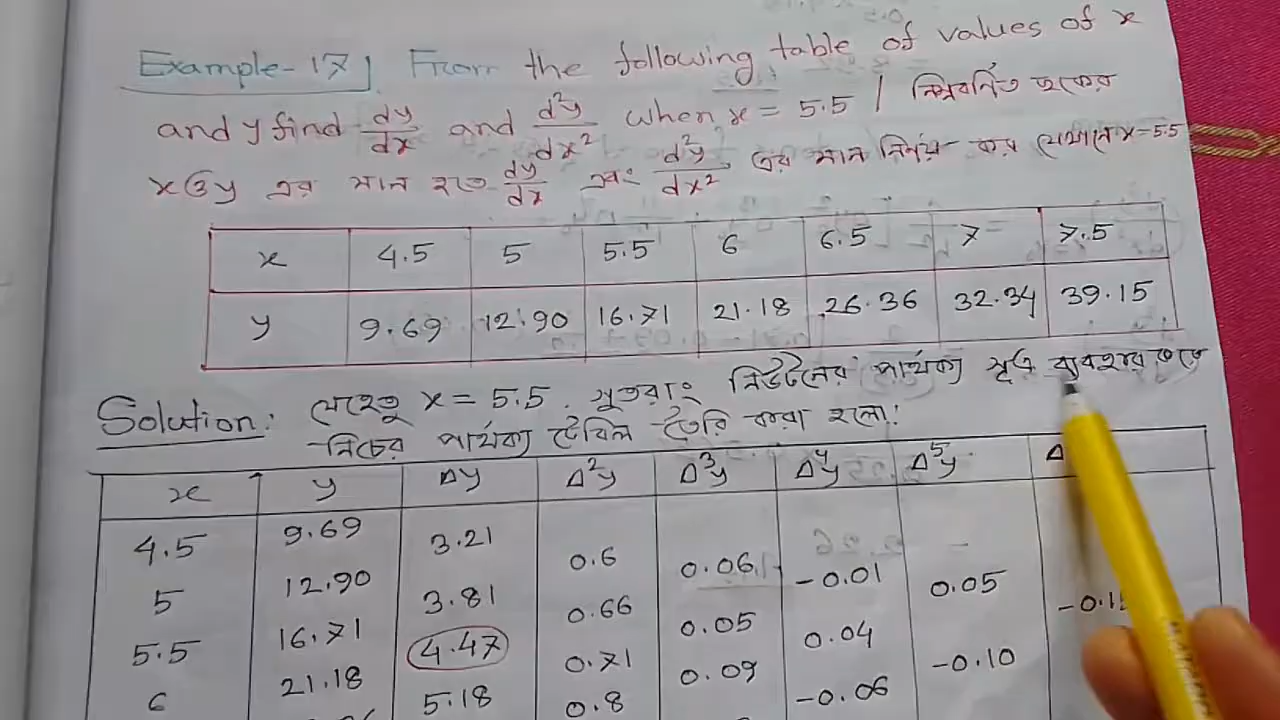 Example-17] From the following table of values of x
and y find dy/dx and d²y/dx² when x = 5.5 / নিম্নবর্ণিত ছকের
x ও y এর মান হতে dy/dx এবং d²y/dx² এর মান নির্ণয় কর যেখানে x=5.5
x 4.5 5 5.5 6 6.5 7 7.5
y 9.69 12.90 16.71 21.18 26.36 32.34 39.15
Solution: যেহেতু x = 5.5. সুতরাং নিউটনের পার্থক্য সূত্র
নিচের পার্থক্য টেবিল তৈরি করা হলো:
x y Δy Δ²y Δ³y Δ⁴y Δ⁵y Δ
4.5 9.69 3.21 0.6 0.06 -0.01 0.05 -0.15
5 12.90 3.81 0.66 0.05 0.04 -0.10
5.5 16.71 4.47 0.71 0.09 -0.06
6 21.18 5.18 0.8